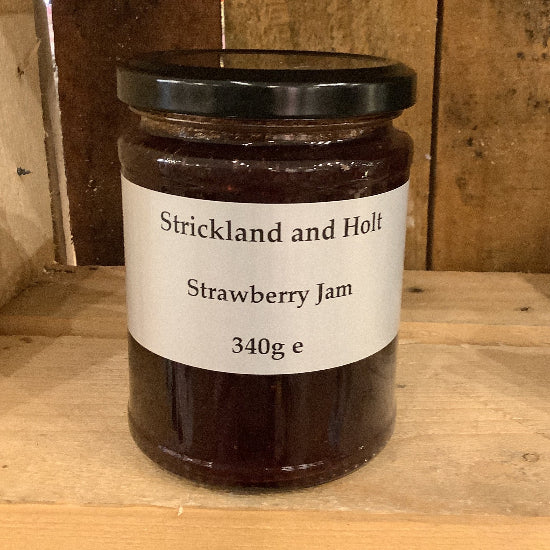 Strickland and Holt
Strawberry Jam
340g e